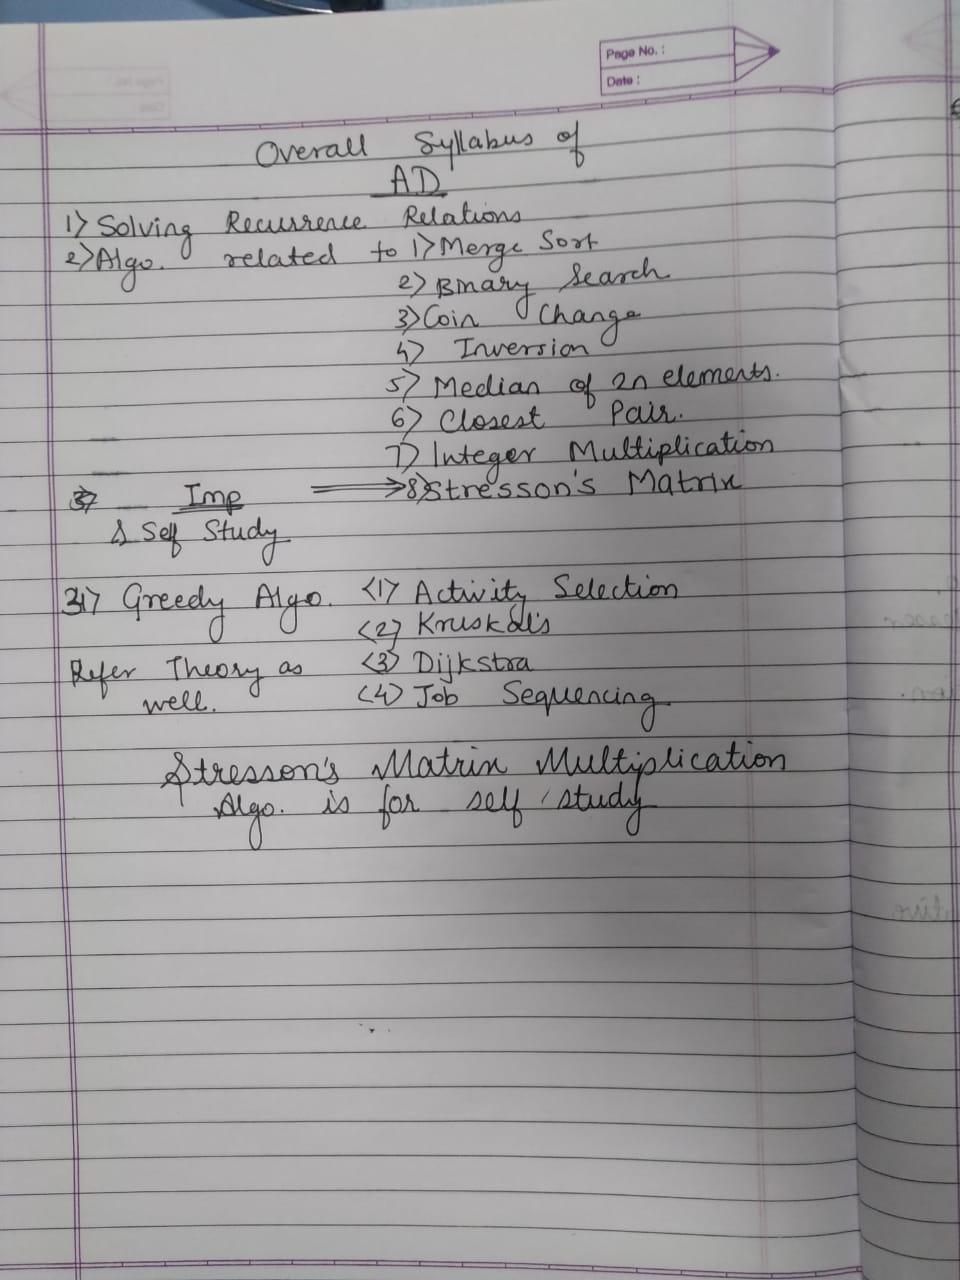 Page No. :
Date :
Overall Syllabus of
AD
1) Solving Recurrence Relations
2) Algo. related to 1) Merge Sort
2) Binary Search
3) Coin Change
4) Inversion
5) Median of 2n elements.
6) Closest Pair.
7) Integer Multiplication
Imp ⟹ 8) Stresson's Matrix
& Self Study
3) Greedy Algo. <1> Activity Selection
<2> Kruskal's
<3> Dijkstra
Refer Theory as
well. <4> Job Sequencing
Stresson's Matrix Multiplication
Algo. is for self study